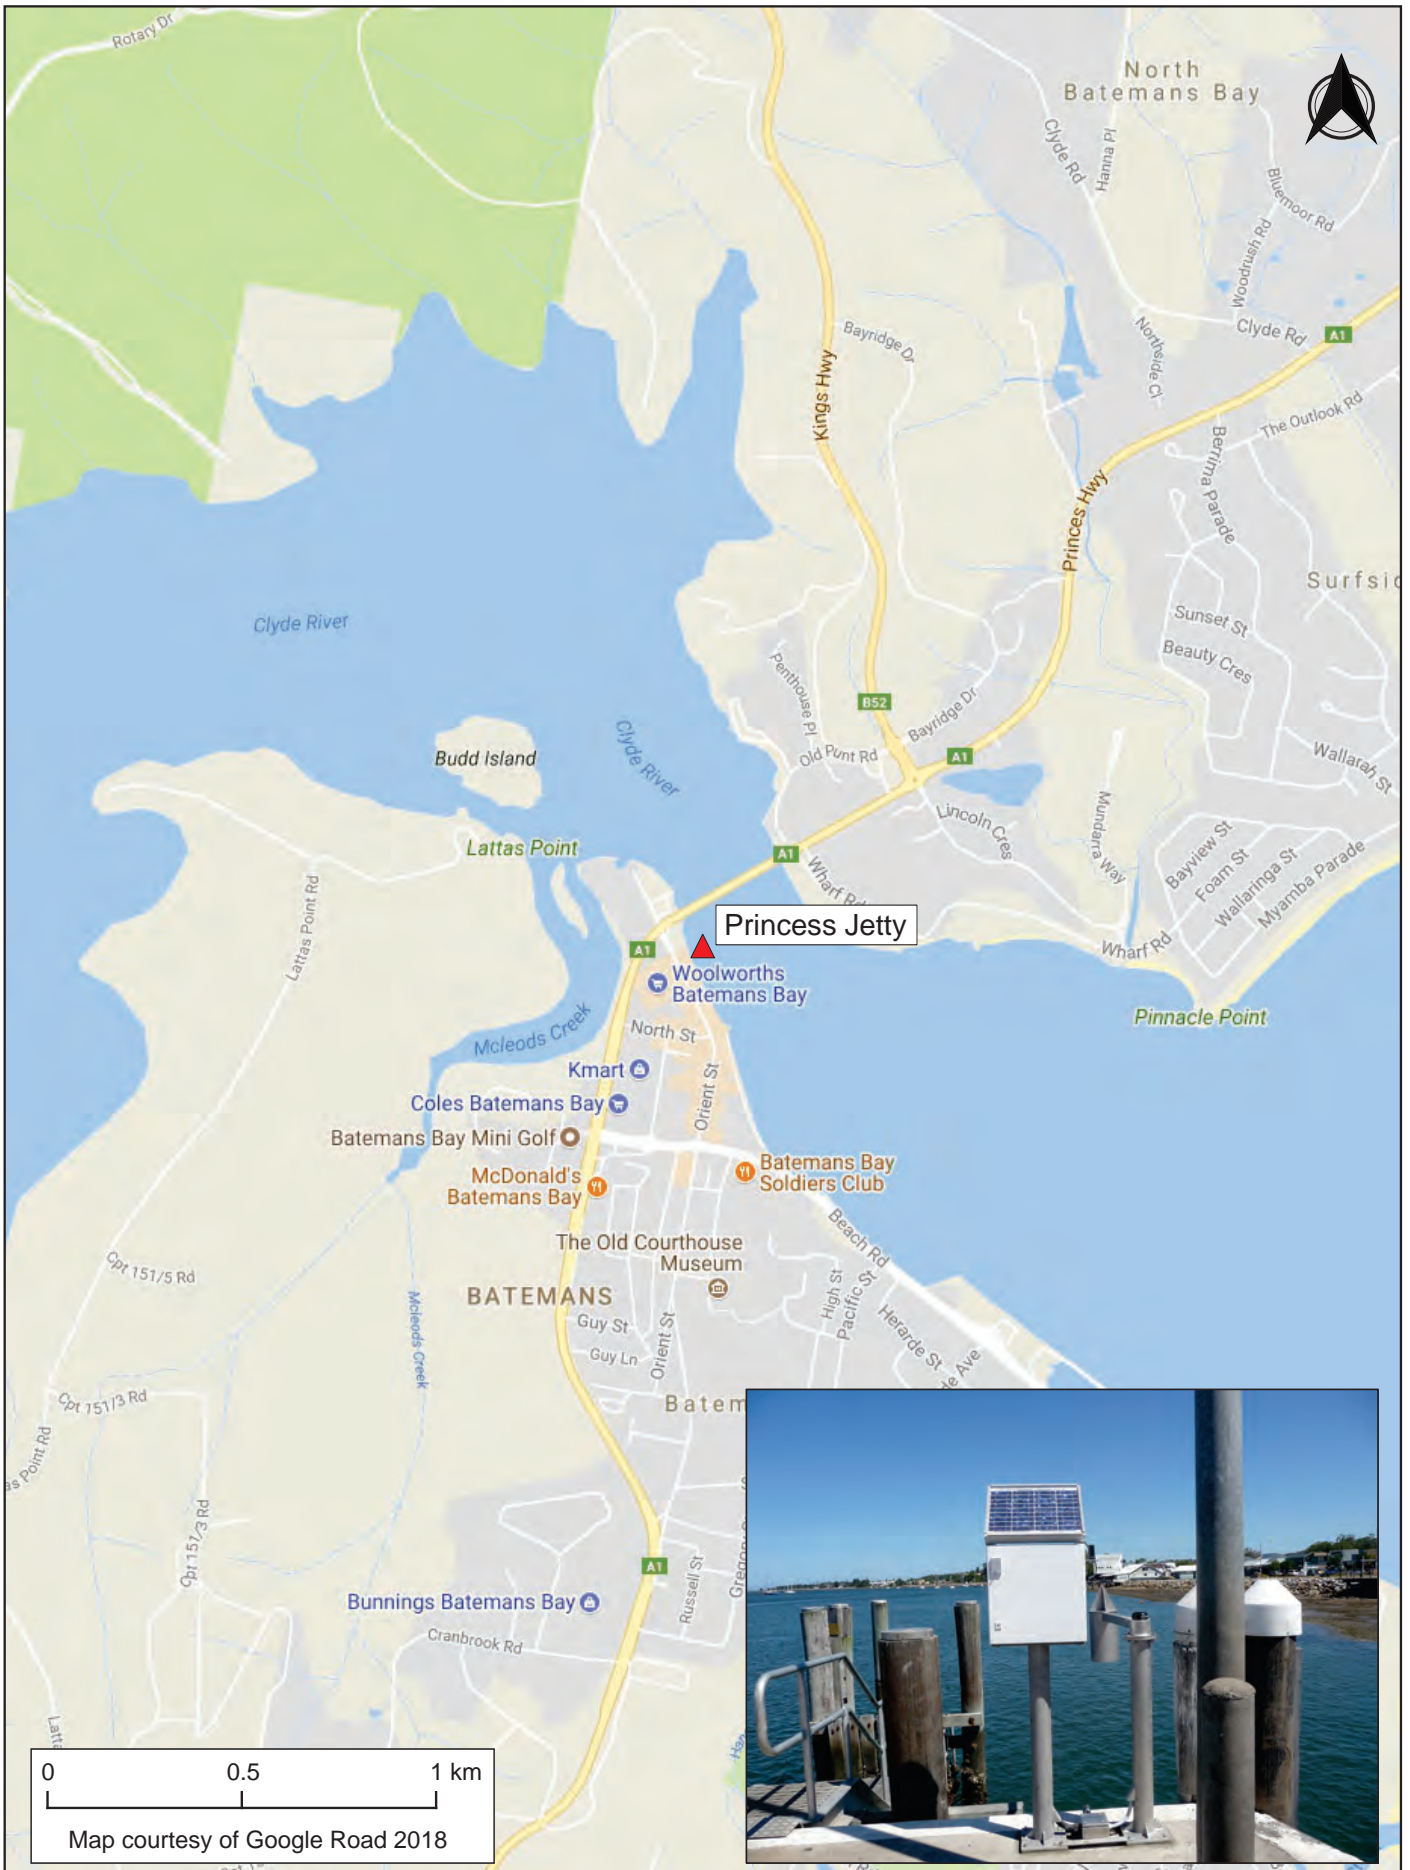 Rotary Dr
North
Batemans Bay
Clyde Rd
Hanna Pl
Bluemoor Rd
Woodrush Rd
Clyde Rd
A1
Northside Cl
Bayridge Dr
Kings Hwy
The Outlook Rd
Berrima Parade
Princes Hwy
Surfsid
Clyde River
Sunset St
Beauty Cres
Penthouse Pl
B52
Bayridge Dr
Clyde River
Budd Island
Old Punt Rd
A1
Wallarah St
Lincoln Cres
Mundarra Way
Lattas Point
A1
Wharf Rd
Bayview St
Foam St
Wallaringa St
Myamba Parade
Lattas Point Rd
Princess Jetty
A1
Wharf Rd
Woolworths
Batemans Bay
Pinnacle Point
Mcleods Creek
North St
Kmart
Orient St
Coles Batemans Bay
Batemans Bay Mini Golf
McDonald's
Batemans Bay
Batemans Bay
Soldiers Club
Beach Rd
The Old Courthouse
Museum
Cpt 151/5 Rd
BATEMANS
High St
Pacific St
Mcleods Creek
Guy St
Herarde St
Guy Ln
Orient St
de Ave
Cpt 151/3 Rd
Batem
as Point Rd
Cpt 151/3 Rd
A1
Russell St
Gregory
Bunnings Batemans Bay
Cranbrook Rd
Latta
0 0.5 1 km
Map courtesy of Google Road 2018